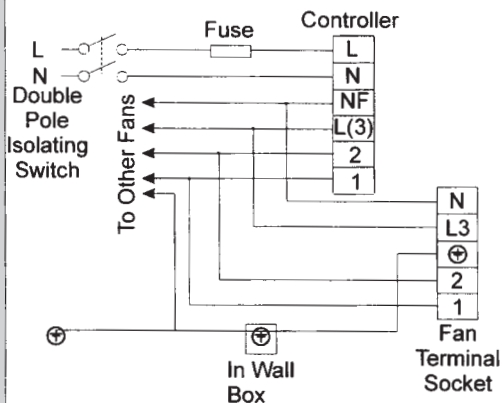 Controller
Fuse
L
N
Double
Pole
Isolating
Switch
To Other Fans
L
N
NF
L(3)
2
1
N
L3
2
1
Fan
Terminal
Socket
In Wall
Box